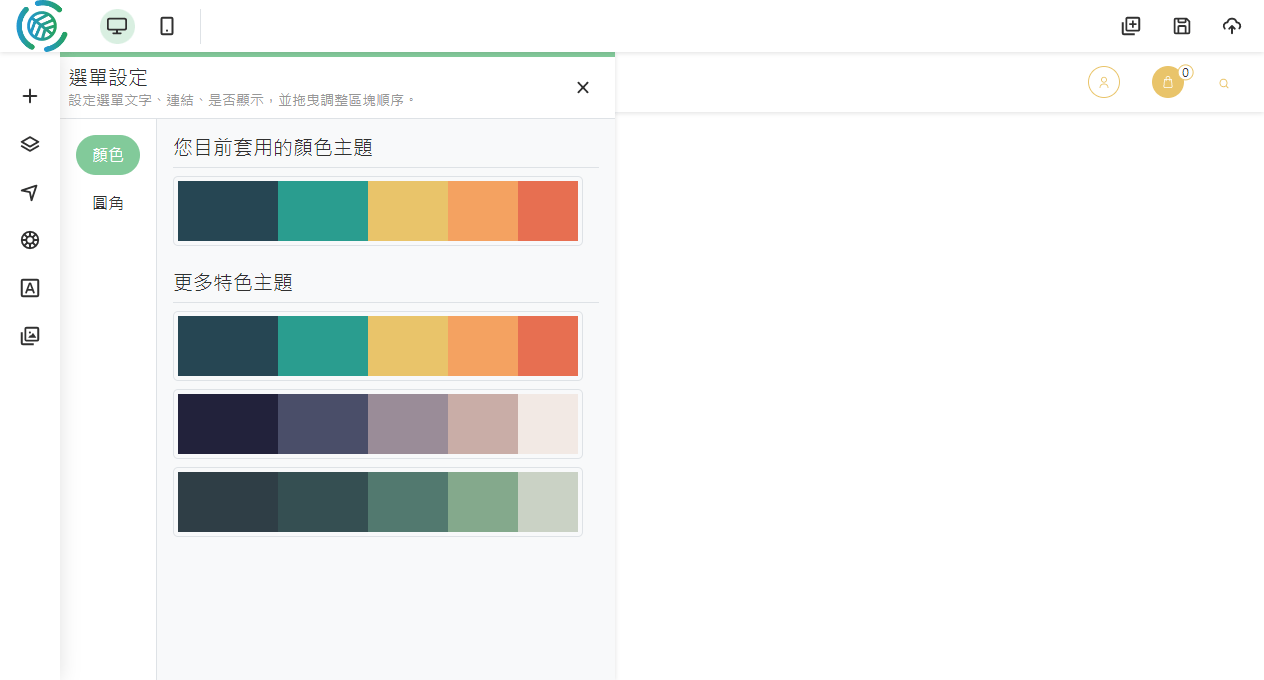 0
選單設定
設定選單文字、連結、是否顯示，並拖曳調整區塊順序。
顏色
圓角
您目前套用的顏色主題
更多特色主題